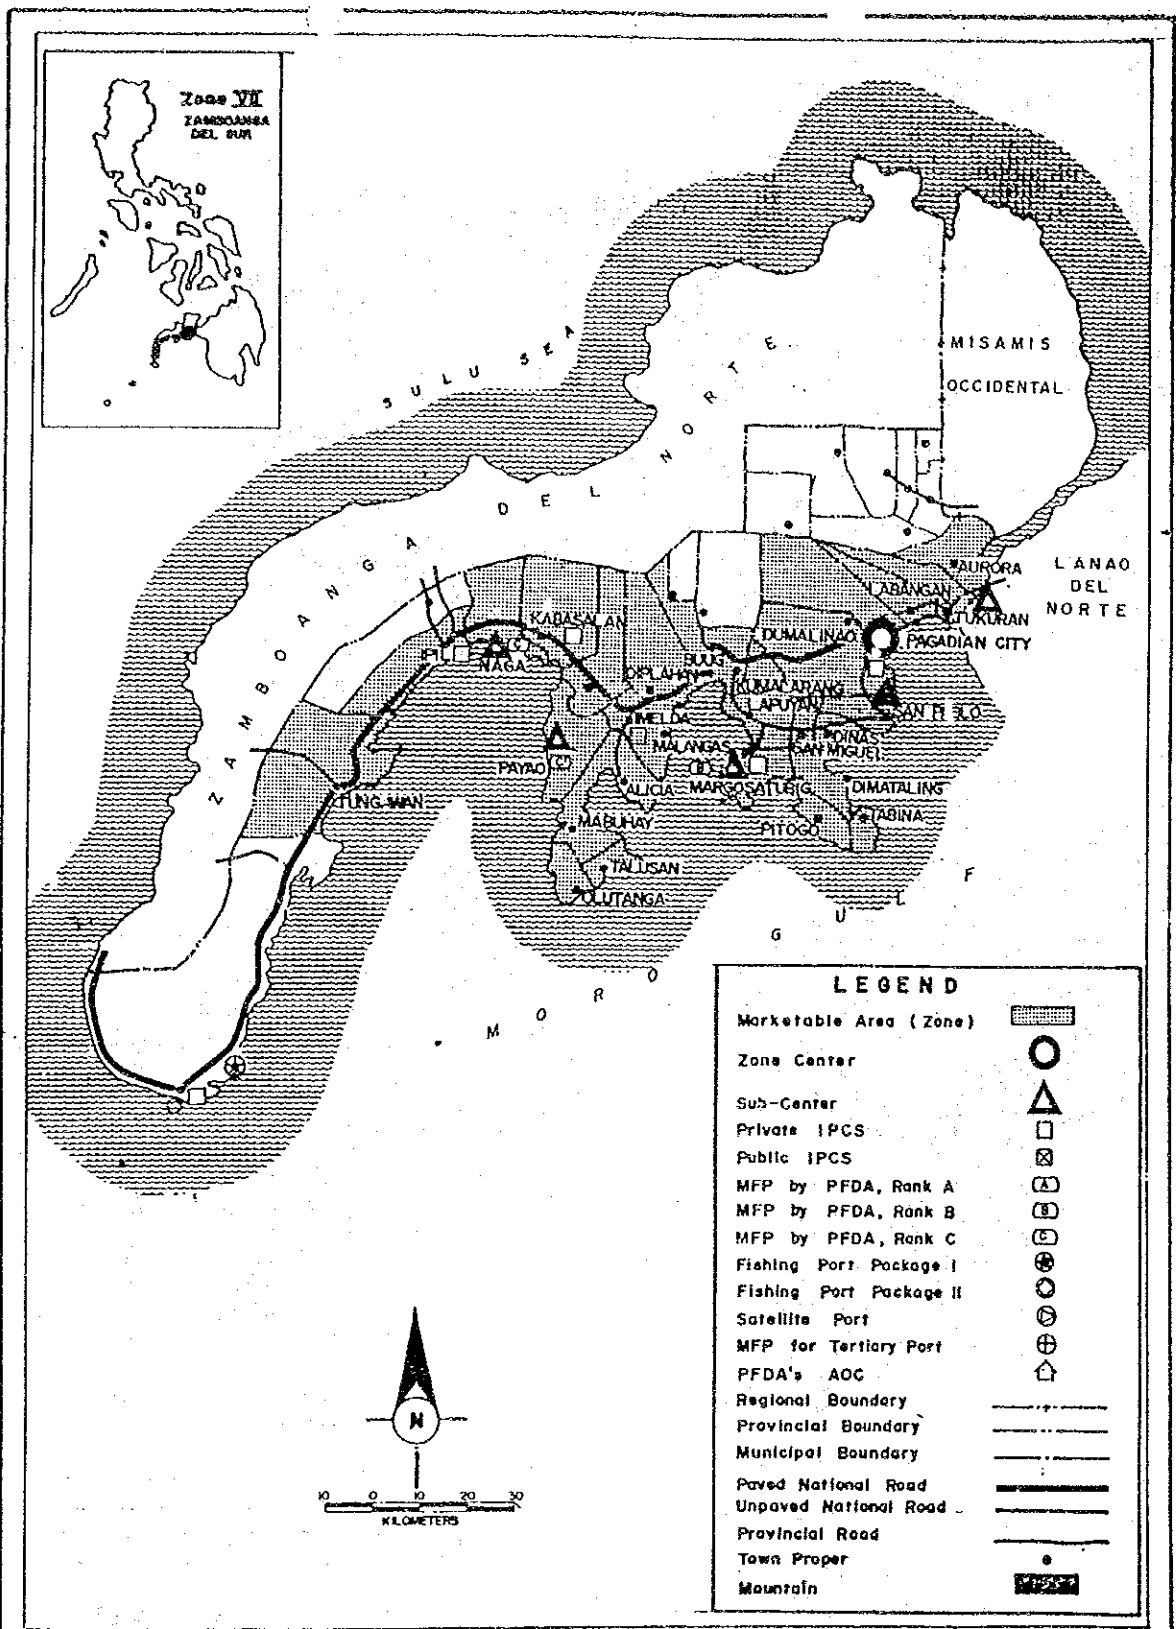 Zone VII
ZAMBOANGA
DEL SUR
SULU SEA
ZAMBOANGA DEL NORTE
MISAMIS
OCCIDENTAL
LANAO
DEL
NORTE
AURORA
LABANGAN
TUKURAN
DUMALINAO
PAGADIAN CITY
KABASALAN
NAGA
BUUG
DIPLAHAN
KUMALARANG
LAPUYAN
IMELDA
DINAS
SAN MIGUEL
MALANGAS
PAYAO
C
B
ALICIA
MARGOSATUBIG
DIMATALING
TABINA
PITOGO
TUNGAWAN
MABUHAY
TALUSAN
OLUTANGA
MORO GULF
LEGEND
Marketable Area (Zone)
Zone Center
Sub-Center
Private IPCS
Public IPCS
MFP by PFDA, Rank A
A
MFP by PFDA, Rank B
B
MFP by PFDA, Rank C
C
Fishing Port Package I
Fishing Port Package II
Satellite Port
MFP for Tertiary Port
PFDA's AOC
Regional Boundary
Provincial Boundary
Municipal Boundary
Paved National Road
Unpaved National Road
Provincial Road
Town Proper
Mountain
N
10 0 10 20 30
KILOMETERS